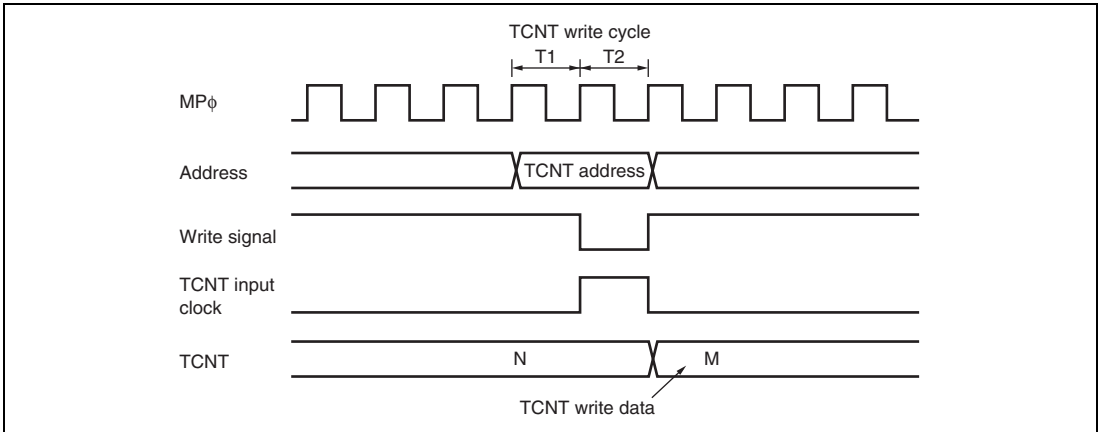 TCNT write cycle
T1 T2
MPϕ
Address
TCNT address
Write signal
TCNT input
clock
TCNT
N
M
TCNT write data